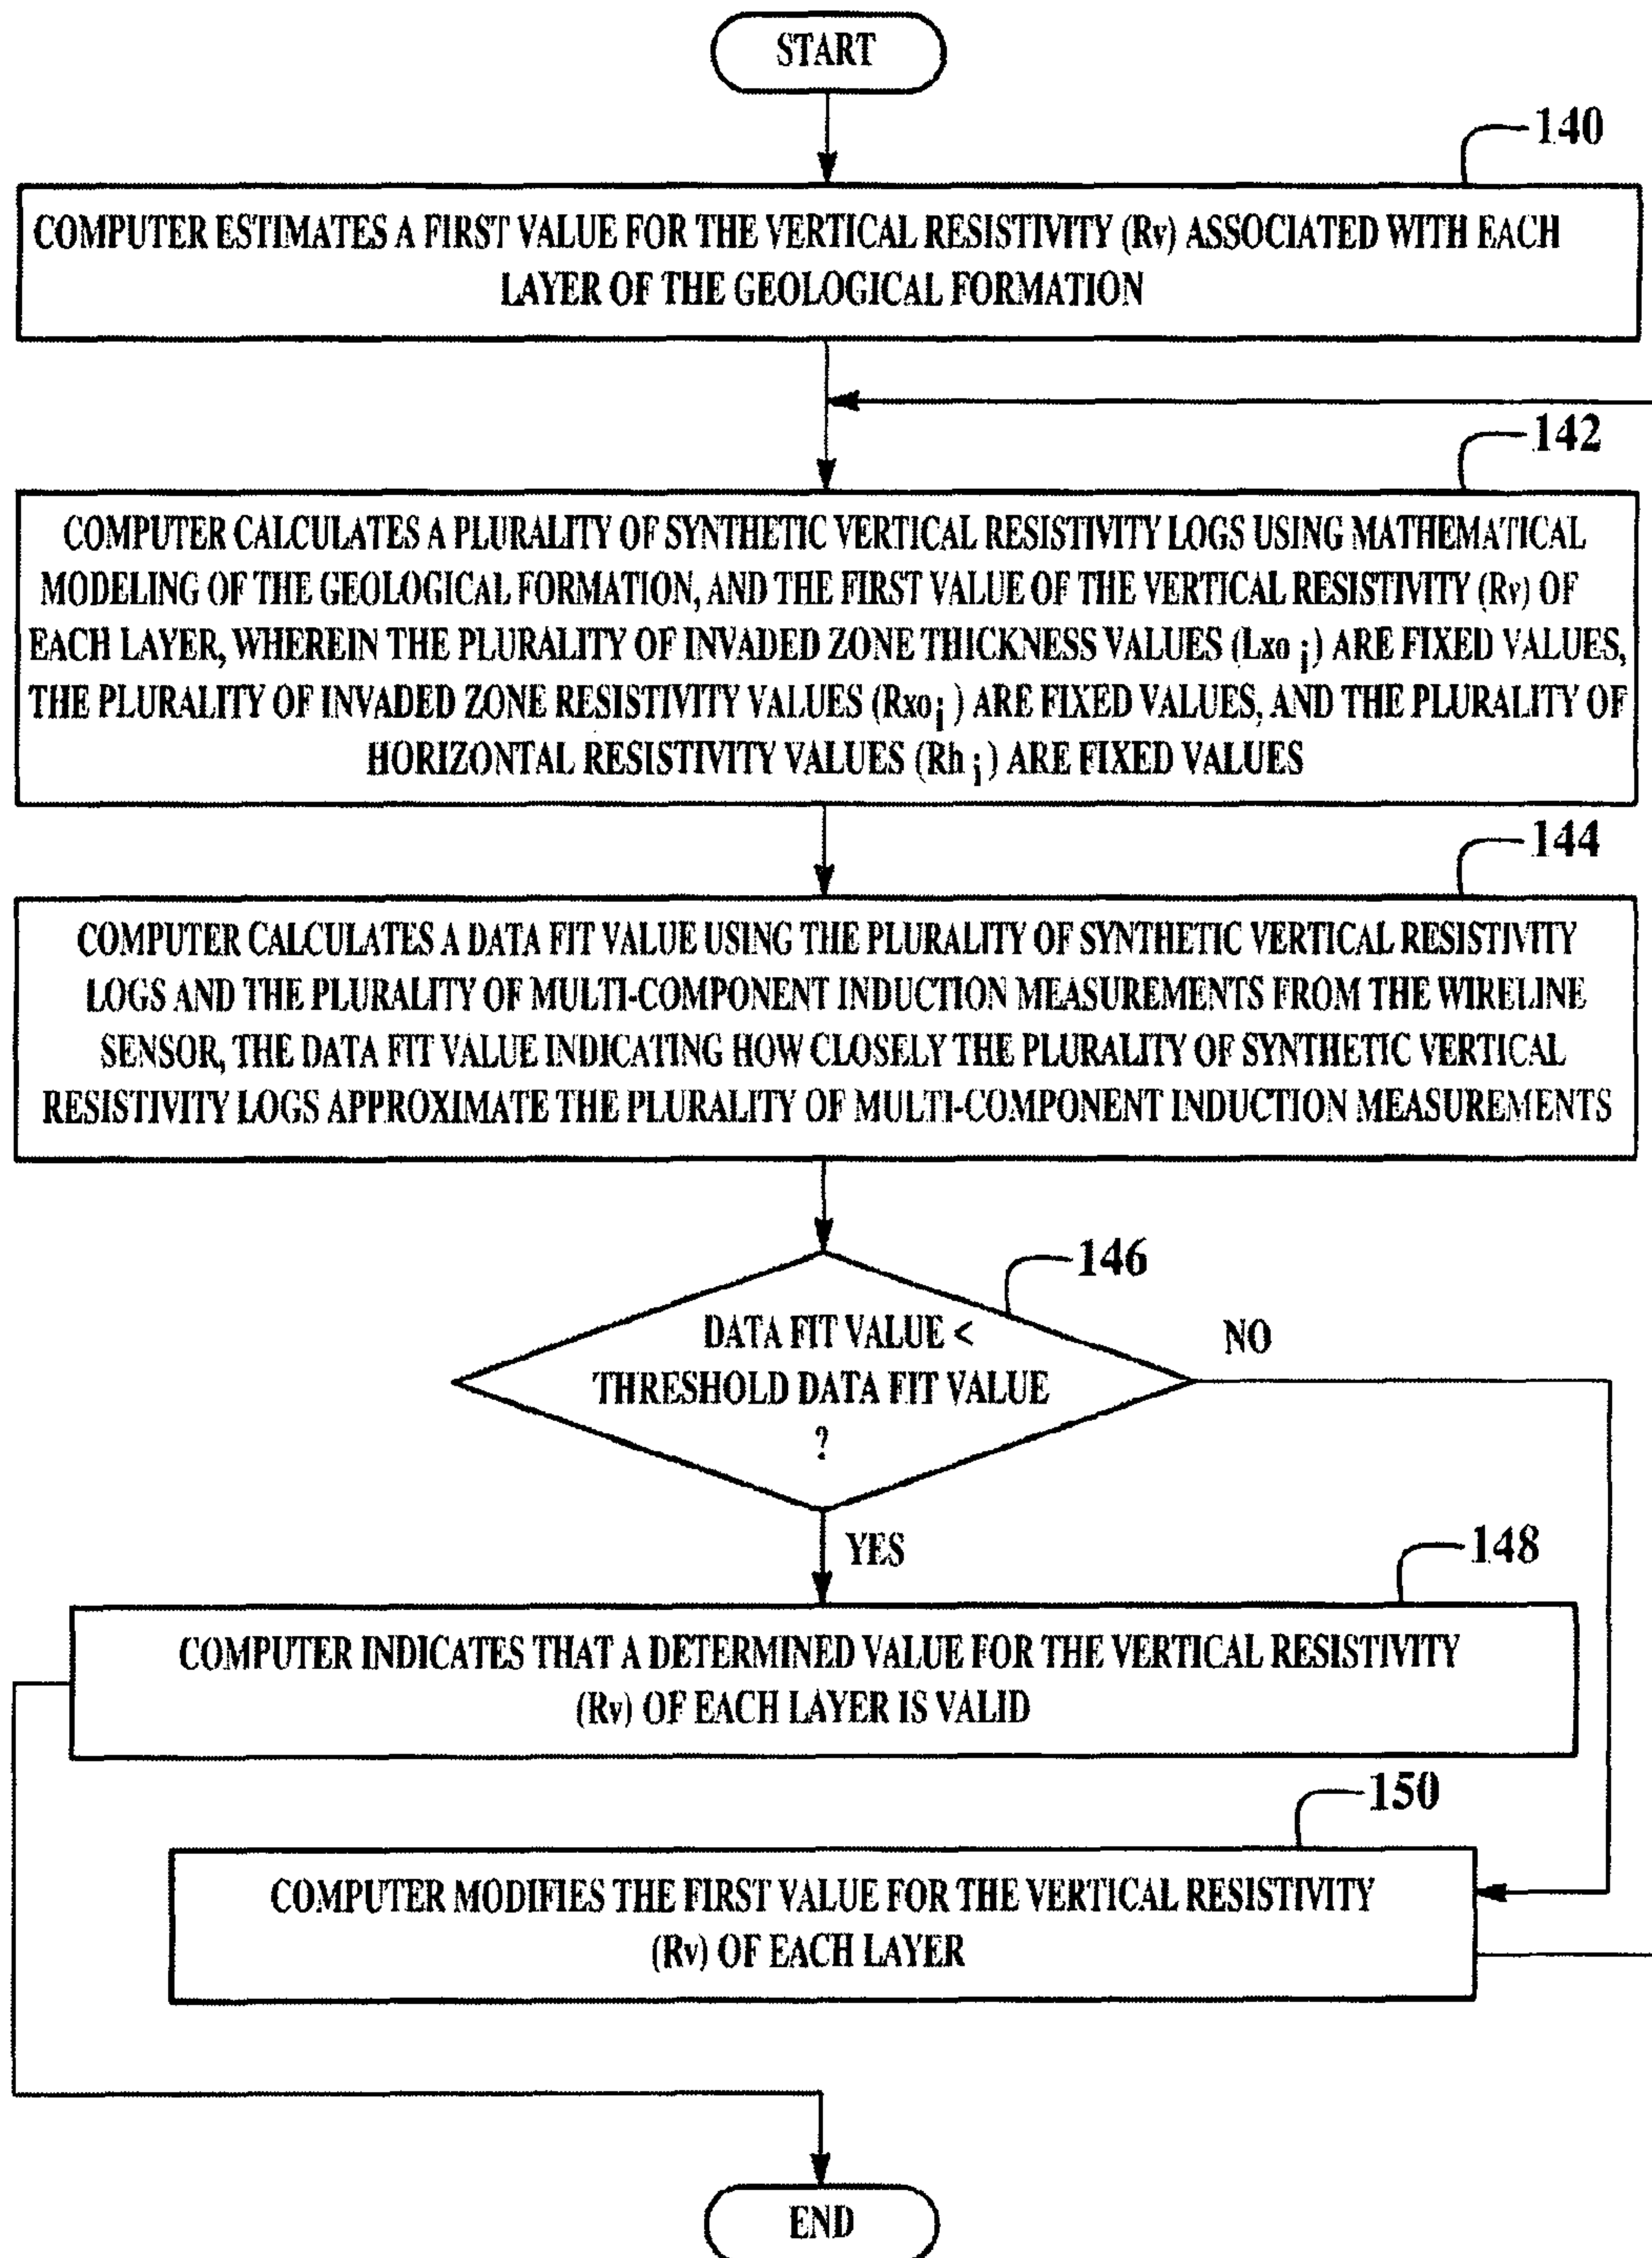 START
140
COMPUTER ESTIMATES A FIRST VALUE FOR THE VERTICAL RESISTIVITY (Rv) ASSOCIATED WITH EACH
LAYER OF THE GEOLOGICAL FORMATION
142
COMPUTER CALCULATES A PLURALITY OF SYNTHETIC VERTICAL RESISTIVITY LOGS USING MATHEMATICAL
MODELING OF THE GEOLOGICAL FORMATION, AND THE FIRST VALUE OF THE VERTICAL RESISTIVITY (Rv) OF
EACH LAYER, WHEREIN THE PLURALITY OF INVADED ZONE THICKNESS VALUES (Lxo i) ARE FIXED VALUES,
THE PLURALITY OF INVADED ZONE RESISTIVITY VALUES (Rxo i) ARE FIXED VALUES, AND THE PLURALITY OF
HORIZONTAL RESISTIVITY VALUES (Rh i) ARE FIXED VALUES
144
COMPUTER CALCULATES A DATA FIT VALUE USING THE PLURALITY OF SYNTHETIC VERTICAL RESISTIVITY
LOGS AND THE PLURALITY OF MULTI-COMPONENT INDUCTION MEASUREMENTS FROM THE WIRELINE
SENSOR, THE DATA FIT VALUE INDICATING HOW CLOSELY THE PLURALITY OF SYNTHETIC VERTICAL
RESISTIVITY LOGS APPROXIMATE THE PLURALITY OF MULTI-COMPONENT INDUCTION MEASUREMENTS
146
DATA FIT VALUE <
THRESHOLD DATA FIT VALUE
?
NO
YES
148
COMPUTER INDICATES THAT A DETERMINED VALUE FOR THE VERTICAL RESISTIVITY
(Rv) OF EACH LAYER IS VALID
150
COMPUTER MODIFIES THE FIRST VALUE FOR THE VERTICAL RESISTIVITY
(Rv) OF EACH LAYER
END